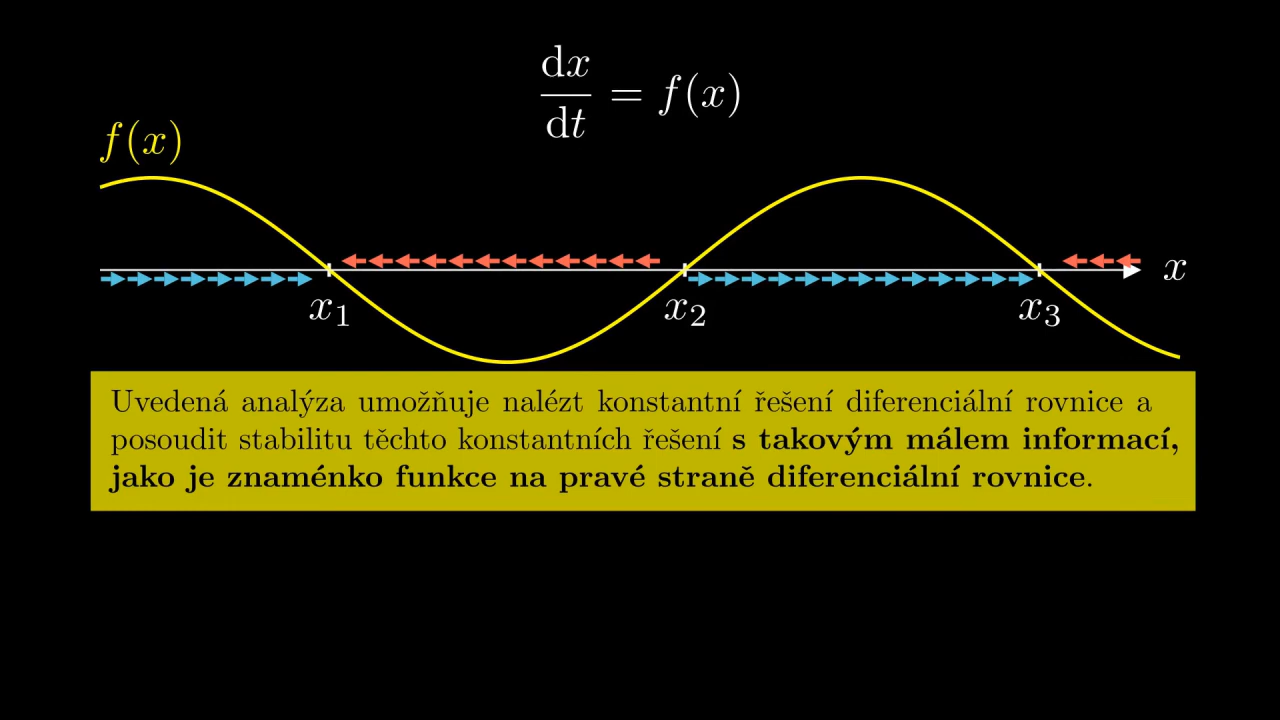 dx/dt = f(x)
f(x)
x
x₁ x₂ x₃
Uvedená analýza umožňuje nalézt konstantní řešení diferenciální rovnice a
posoudit stabilitu těchto konstantních řešení s takovým málem informací,
jako je znaménko funkce na pravé straně diferenciální rovnice.